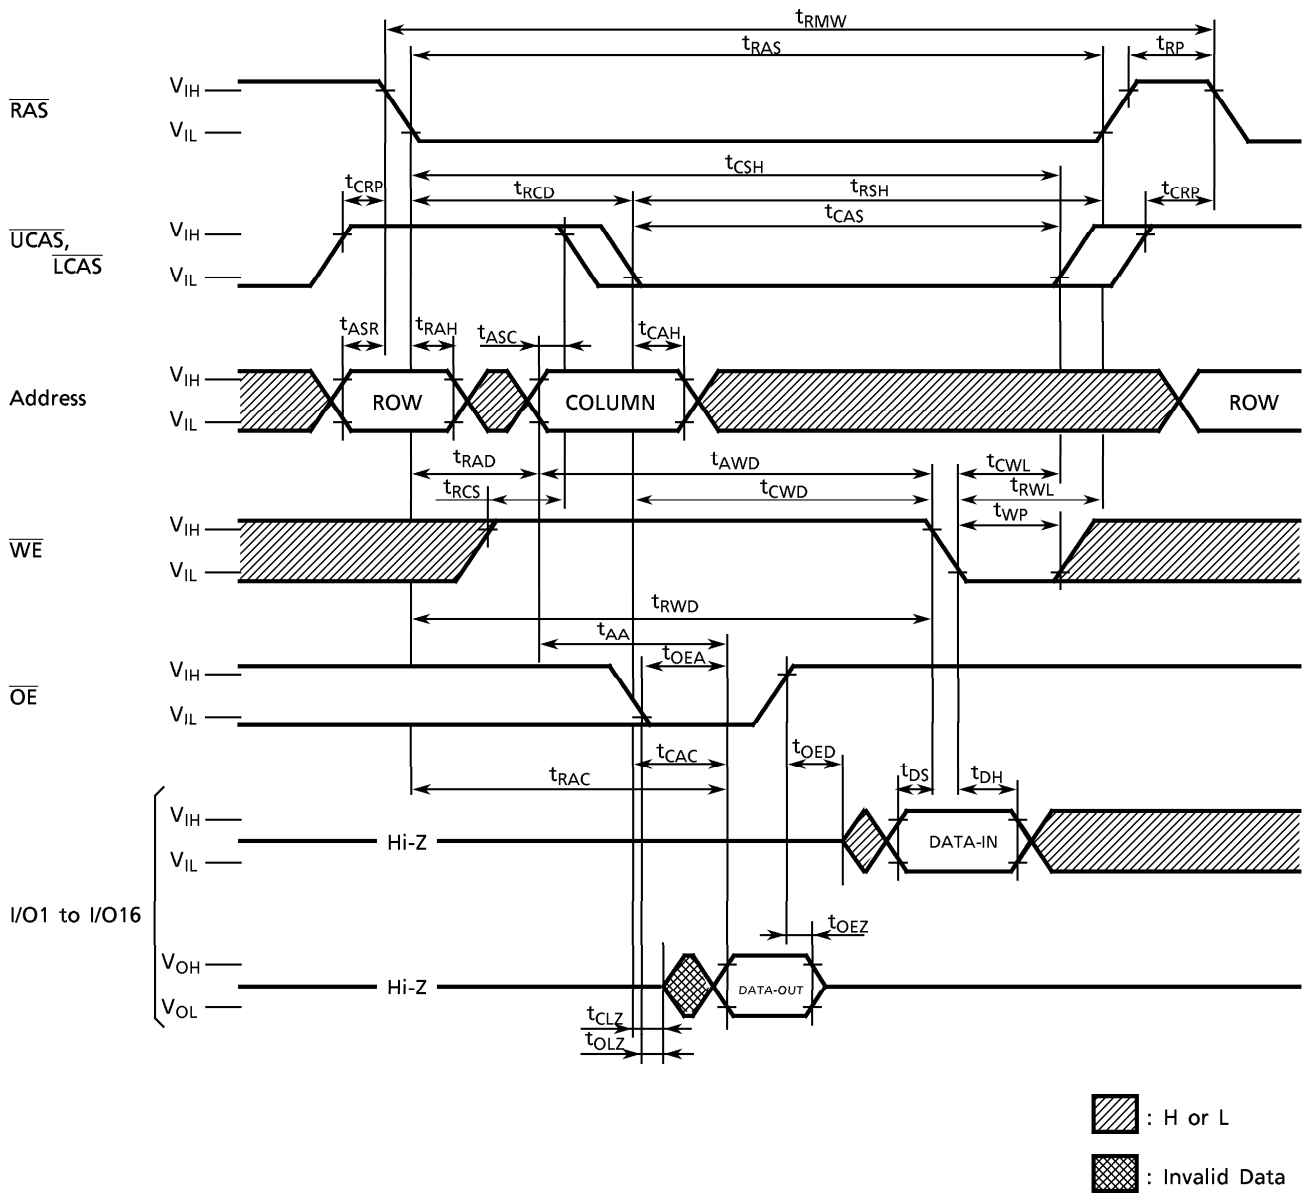 tRMW
tRAS
tRP
RAS
VIH
VIL
tCSH
tCRP
tRCD
tRSH
tCRP
tCAS
UCAS,
LCAS
VIH
VIL
tASR
tRAH
tASC
tCAH
Address
VIH
VIL
ROW
COLUMN
ROW
tRAD
tAWD
tCWL
tRCS
tCWD
tRWL
tWP
WE
VIH
VIL
tRWD
tAA
tOEA
OE
VIH
VIL
tCAC
tOED
tRAC
tDS
tDH
VIH
VIL
Hi-Z
DATA-IN
I/O1 to I/O16
tOEZ
VOH
VOL
Hi-Z
DATA-OUT
tCLZ
tOLZ
: H or L
: Invalid Data